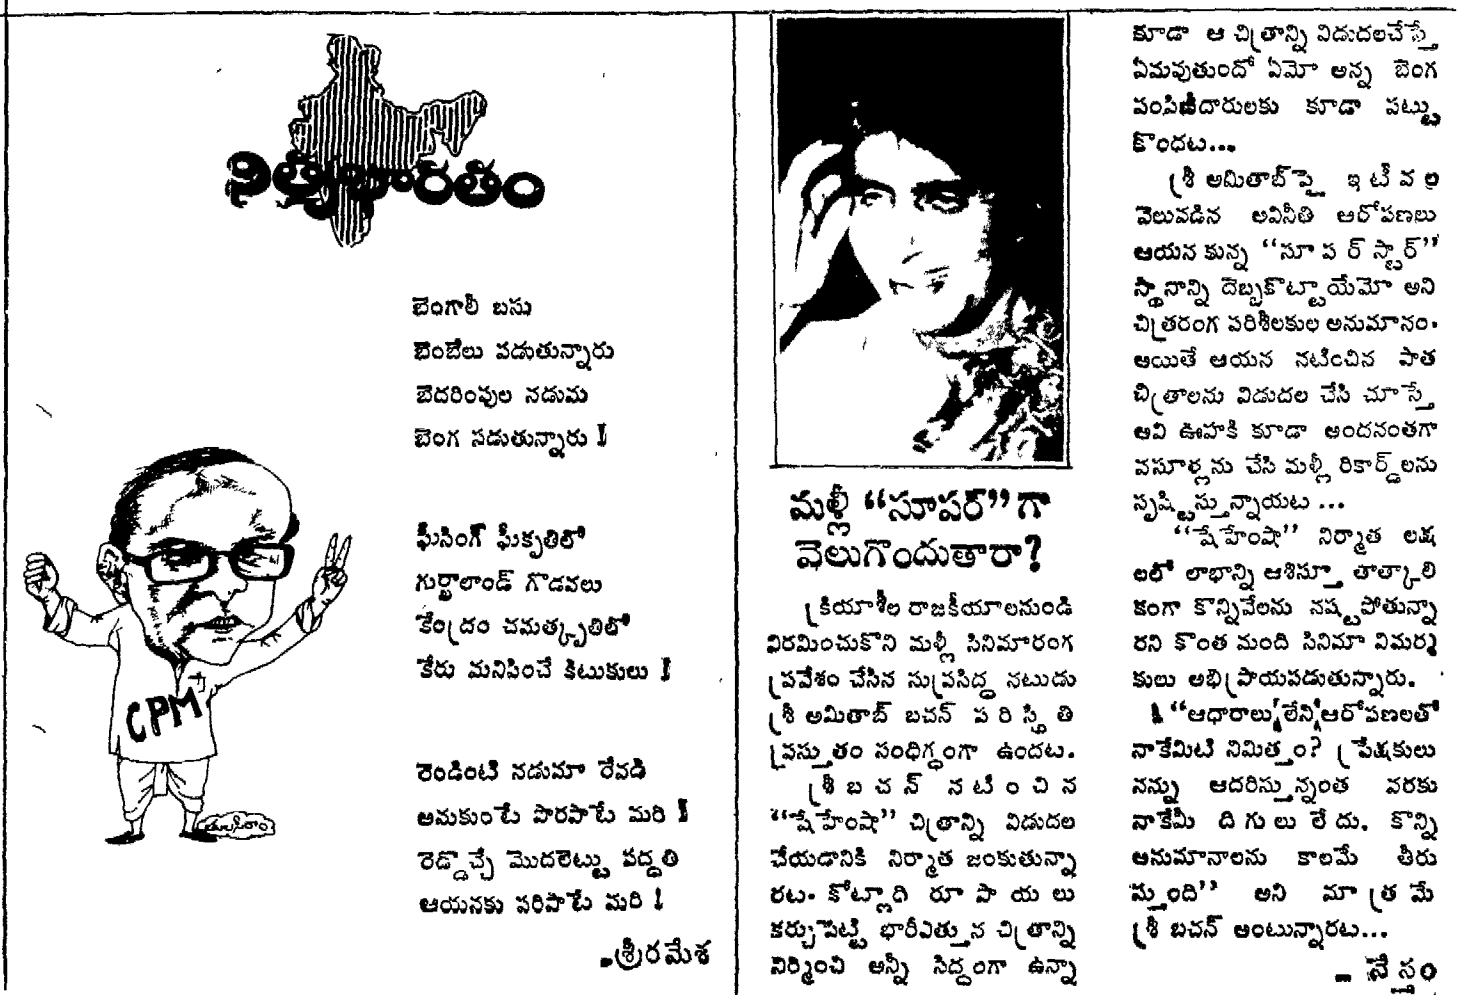 నిత్యభారతం
బెంగాలీ బసు
బెంబేలు పడుతున్నారు
బెదరింపుల నడుమ
బెంగ పడుతున్నారు !
ఘీసింగ్ ఘీకృతిలో
గుర్ఖాలాండ్ గొడవలు
కేంద్రం చమత్కృతిలో
కేరు మనిపించే కిటుకులు !
రెండింటి నడుమా రేవడి
అనుకుంటే పొరపాటే మరి !
రెడ్డొచ్చే మొదలెట్టు పద్దతి
ఆయనకు పరిపాటే మరి !
-శ్రీరమేశ
CPM
మళ్లీ “సూపర్”గా
వెలుగొందుతారా?
క్రియాశీల రాజకీయాలనుండి
విరమించుకొని మళ్లీ సినిమారంగ
ప్రవేశం చేసిన సుప్రసిద్ధ నటుడు
శ్రీ అమితాబ్ బచన్ పరిస్థితి
ప్రస్తుతం సంధిగ్ధంగా ఉందట.
శ్రీ బచన్ నటించిన
“షేహేంషా” చిత్రాన్ని విడుదల
చేయడానికి నిర్మాత జంకుతున్నా
రట. కోట్లాది రూపాయలు
కర్చుపెట్టి భారీఎత్తున చిత్రాన్ని
నిర్మించి అన్నీ సిద్దంగా ఉన్నా
కూడా ఆ చిత్రాన్ని విడుదలచేస్తే
ఏమవుతుందో ఏమో అన్న బెంగ
పంపిణీదారులకు కూడా పట్టు
కొందట...
శ్రీ అమితాబ్‌పై ఇటీవల
వెలువడిన అవినీతి ఆరోపణలు
ఆయన కున్న “సూపర్ స్టార్”
స్థానాన్ని దెబ్బకొట్టాయేమో అని
చిత్రరంగ పరిశీలకుల అనుమానం.
అయితే ఆయన నటించిన పాత
చిత్రాలను విడుదల చేసి చూస్తే
అవి ఊహకి కూడా అందనంతగా
వసూళ్లను చేసి మళ్లీ రికార్డ్‌లను
సృష్టిస్తున్నాయట ...
“షేహేంషా” నిర్మాత లక్ష
లలో లాభాన్ని ఆశిస్తూ తాత్కాలి
కంగా కొన్నివేలను నష్టపోతున్నా
రని కొంత మంది సినిమా విమర్శ
కులు అభిప్రాయపడుతున్నారు.
“ఆధారాలు లేని ఆరోపణలతో
నాకేమిటి నిమిత్తం? ప్రేక్షకులు
నన్ను ఆదరిస్తున్నంత వరకు
నాకేమీ దిగులు లేదు. కొన్ని
అనుమానాలను కాలమే తీరు
స్తుంది” అని మాత్రమే
శ్రీ బచన్ అంటున్నారట...
- నేస్తం